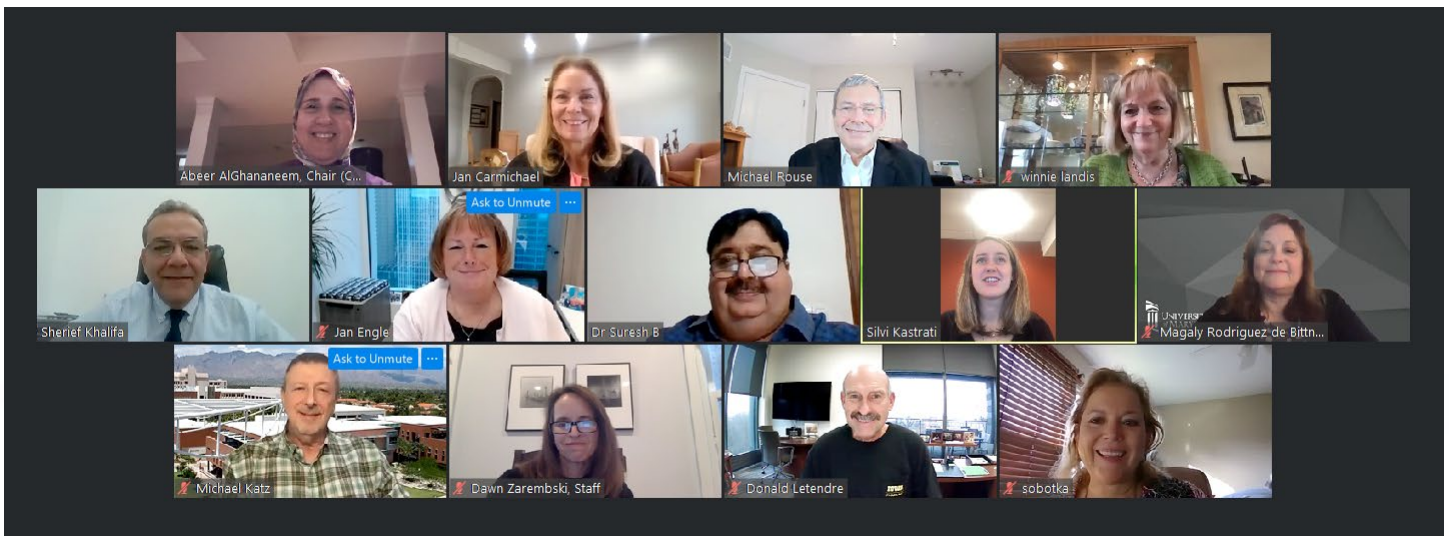 Abeer AlGhananeem, Chair (C...
Jan Carmichael
Michael Rouse
winnie landis
Ask to Unmute ...
Sherief Khalifa
Jan Engle
Dr Suresh B
Silvi Kastrati
UNIVERS
Magaly Rodriguez de Bittn...
Ask to Unmute ...
Michael Katz
Dawn Zarembski, Staff
Donald Letendre
sobotka